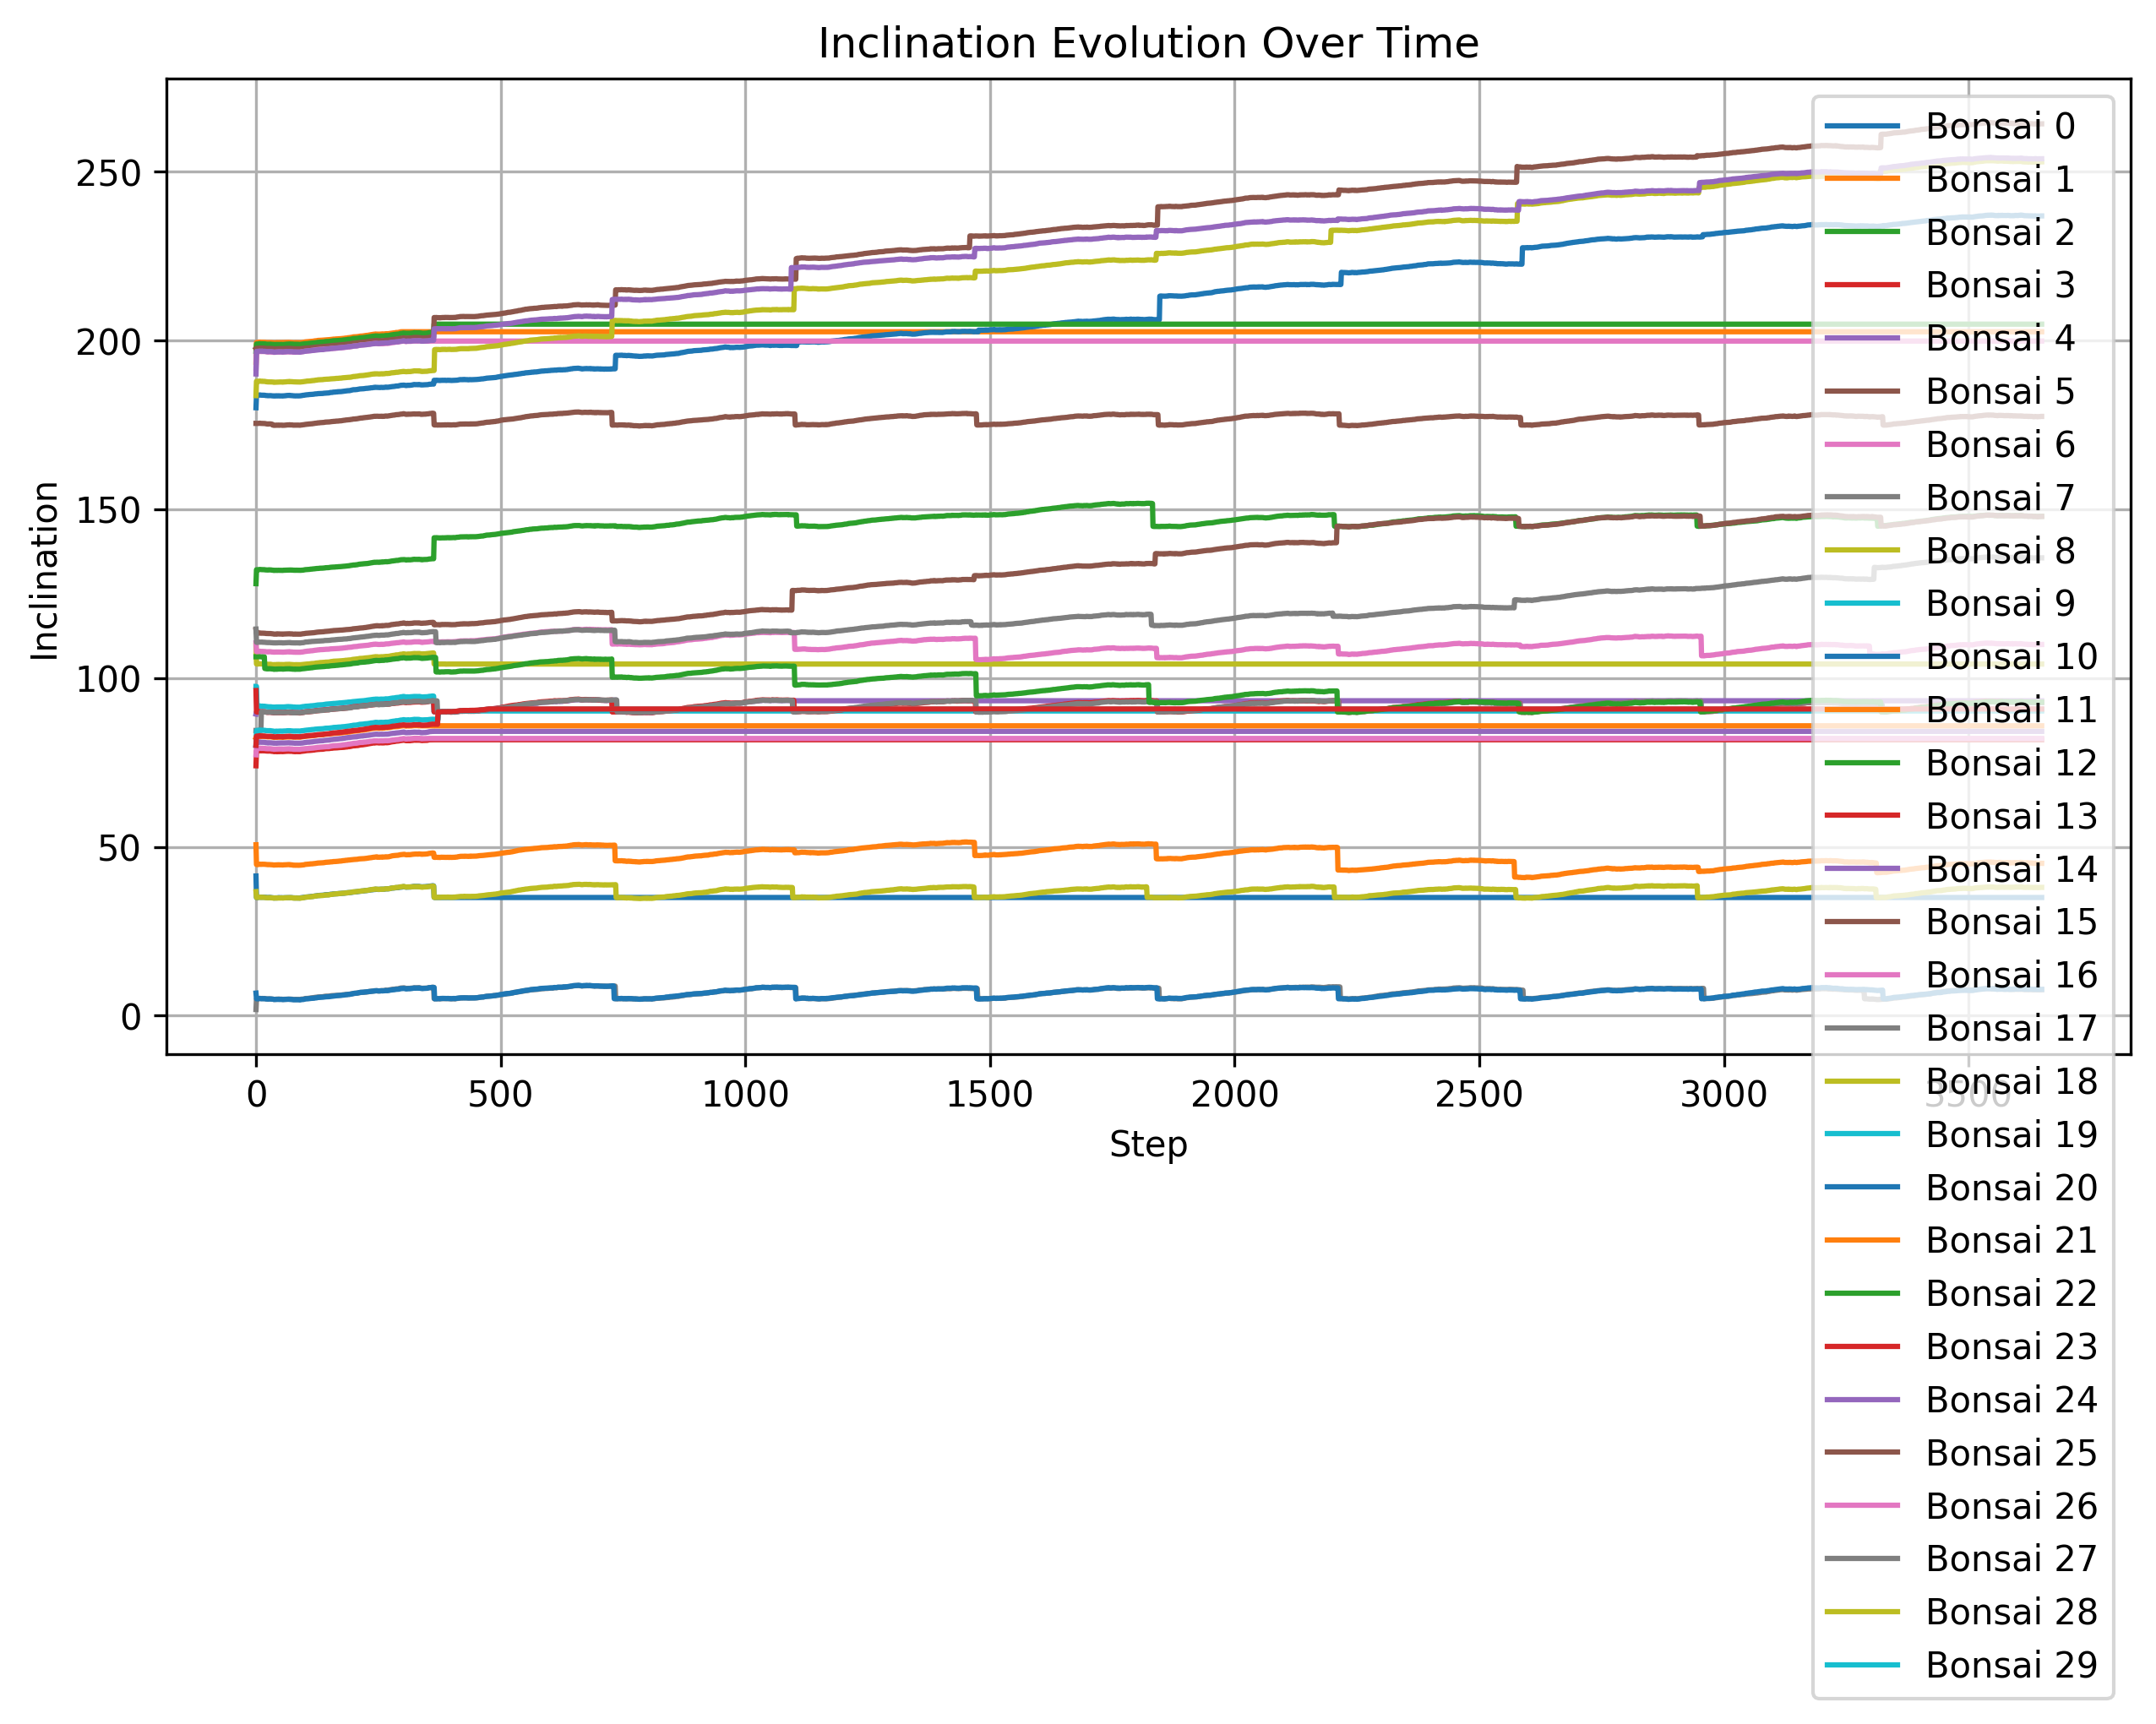 Inclination Evolution Over Time
Inclination
250
200
150
100
50
0
0
500
1000
1500
2000
2500
3000
3500
Step
Bonsai 0
Bonsai 1
Bonsai 2
Bonsai 3
Bonsai 4
Bonsai 5
Bonsai 6
Bonsai 7
Bonsai 8
Bonsai 9
Bonsai 10
Bonsai 11
Bonsai 12
Bonsai 13
Bonsai 14
Bonsai 15
Bonsai 16
Bonsai 17
Bonsai 18
Bonsai 19
Bonsai 20
Bonsai 21
Bonsai 22
Bonsai 23
Bonsai 24
Bonsai 25
Bonsai 26
Bonsai 27
Bonsai 28
Bonsai 29